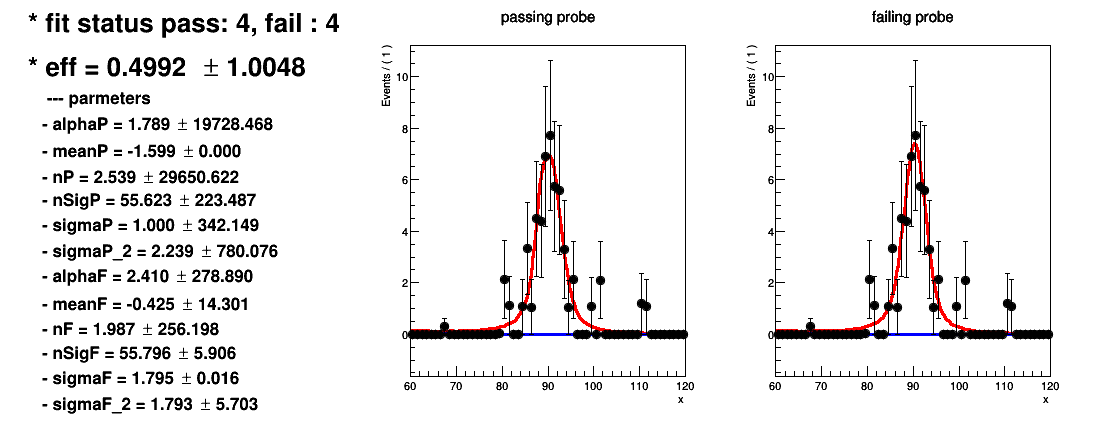 * fit status pass: 4, fail : 4
* eff = 0.4992 ± 1.0048
--- parmeters
- alphaP = 1.789 ± 19728.468
- meanP = -1.599 ± 0.000
- nP = 2.539 ± 29650.622
- nSigP = 55.623 ± 223.487
- sigmaP = 1.000 ± 342.149
- sigmaP_2 = 2.239 ± 780.076
- alphaF = 2.410 ± 278.890
- meanF = -0.425 ± 14.301
- nF = 1.987 ± 256.198
- nSigF = 55.796 ± 5.906
- sigmaF = 1.795 ± 0.016
- sigmaF_2 = 1.793 ± 5.703
passing probe
Events / ( 1 )
10
8
6
4
2
0
60 70 80 90 100 110 120
x
failing probe
Events / ( 1 )
10
8
6
4
2
0
60 70 80 90 100 110 120
x